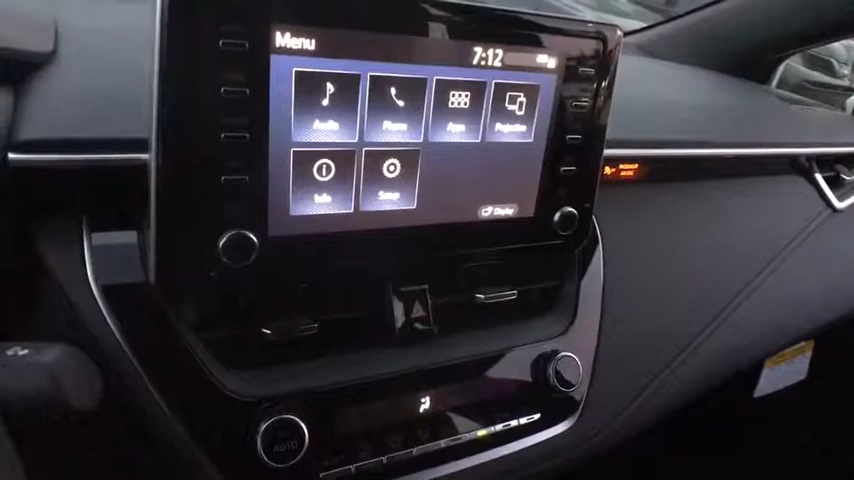 Menu
7:12
Audio
Phone
Apps
Projection
Info
Setup
Display
AUTO